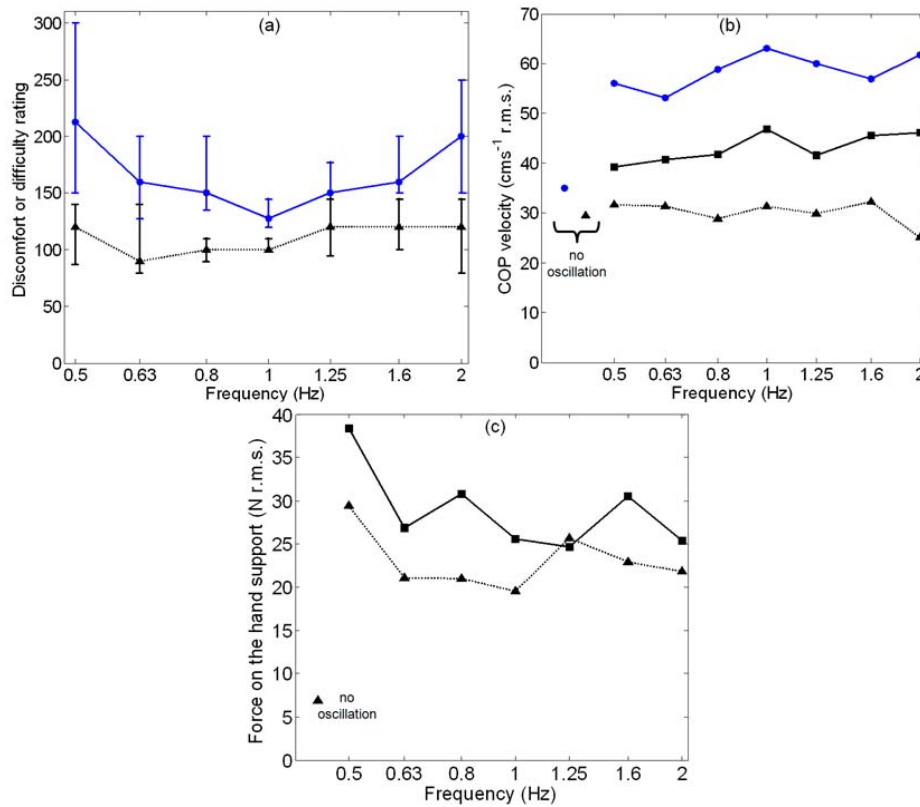 (a)
Discomfort or difficulty rating
300
250
200
150
100
50
0
0.5 0.63 0.8 1 1.25 1.6 2
Frequency (Hz)
(b)
COP velocity (cms⁻¹ r.m.s.)
70
60
50
40
30
20
10
0
no
oscillation
0.5 0.63 0.8 1 1.25 1.6 2
Frequency (Hz)
(c)
Force on the hand support (N r.m.s.)
40
35
30
25
20
15
10
5
0
no
oscillation
0.5 0.63 0.8 1 1.25 1.6 2
Frequency (Hz)